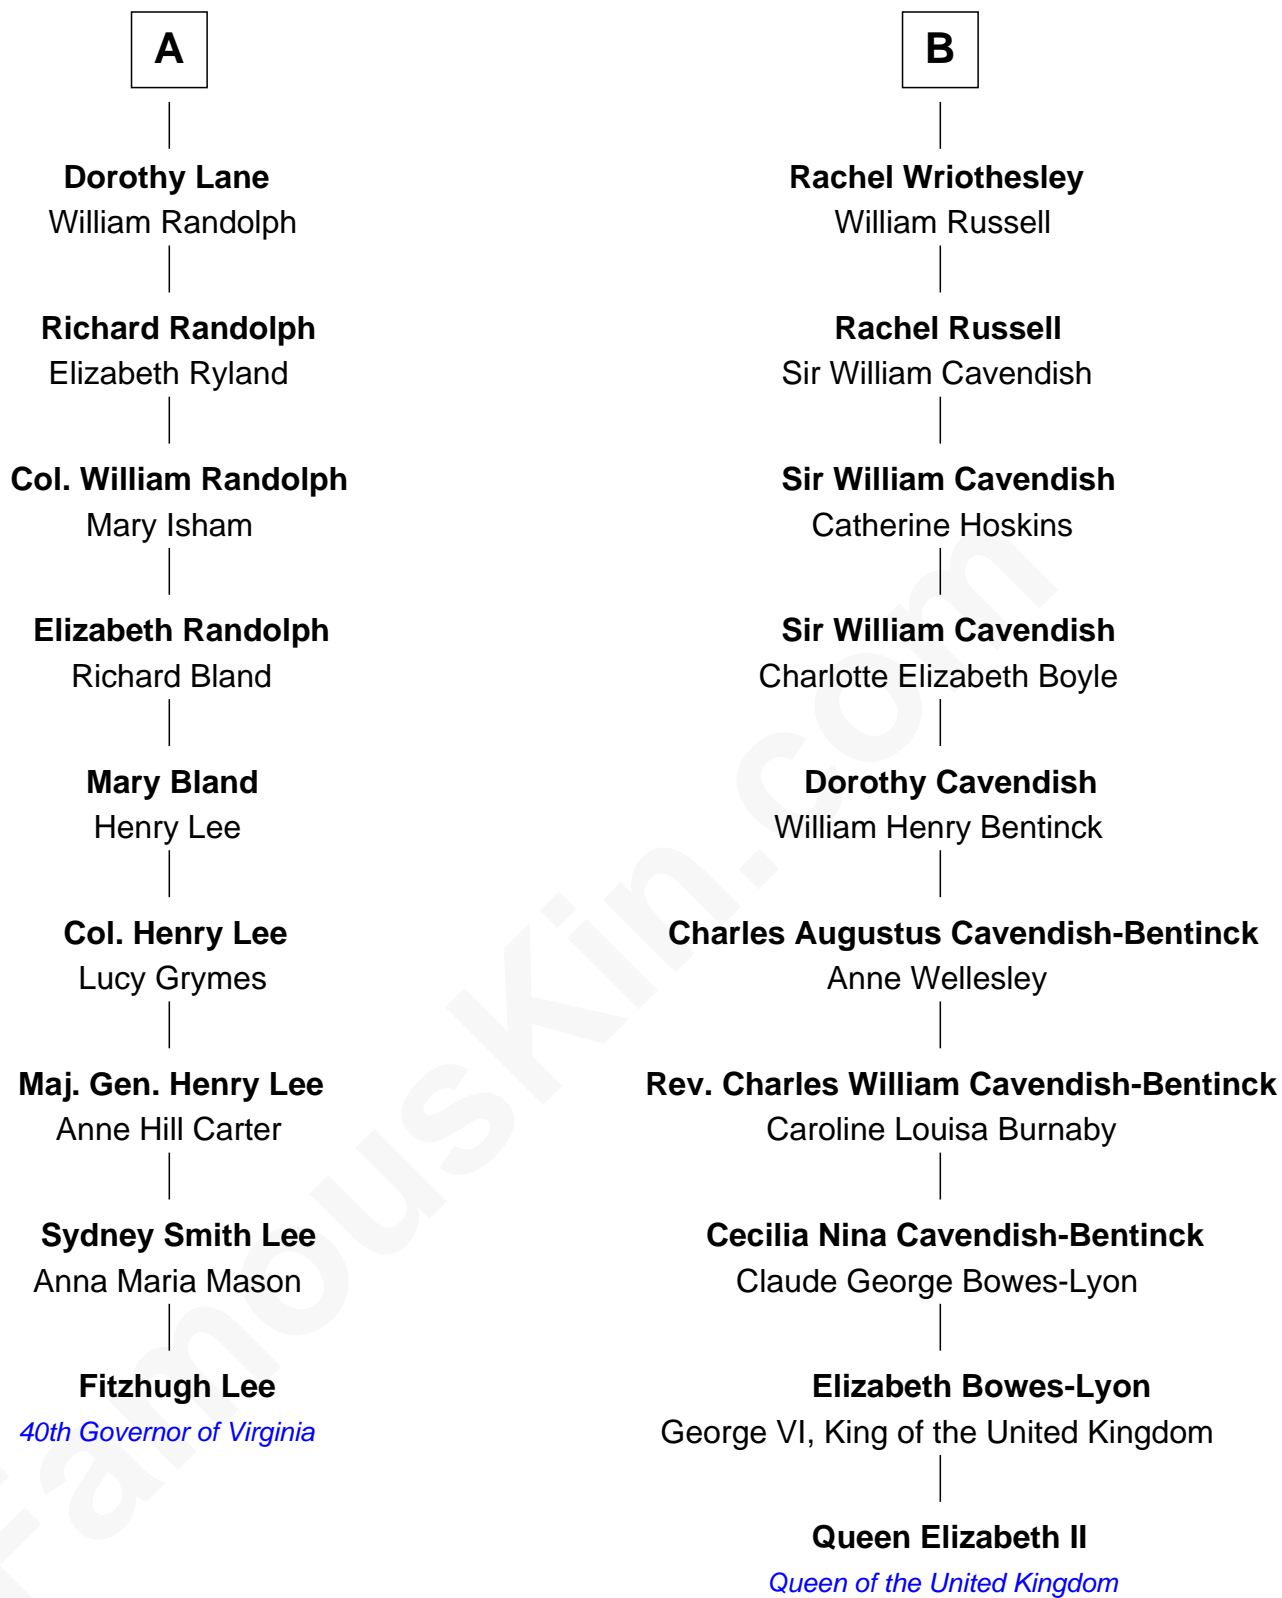 A
Dorothy Lane
William Randolph
Richard Randolph
Elizabeth Ryland
Col. William Randolph
Mary Isham
Elizabeth Randolph
Richard Bland
Mary Bland
Henry Lee
Col. Henry Lee
Lucy Grymes
Maj. Gen. Henry Lee
Anne Hill Carter
Sydney Smith Lee
Anna Maria Mason
Fitzhugh Lee
40th Governor of Virginia
B
Rachel Wriothesley
William Russell
Rachel Russell
Sir William Cavendish
Sir William Cavendish
Catherine Hoskins
Sir William Cavendish
Charlotte Elizabeth Boyle
Dorothy Cavendish
William Henry Bentinck
Charles Augustus Cavendish-Bentinck
Anne Wellesley
Rev. Charles William Cavendish-Bentinck
Caroline Louisa Burnaby
Cecilia Nina Cavendish-Bentinck
Claude George Bowes-Lyon
Elizabeth Bowes-Lyon
George VI, King of the United Kingdom
Queen Elizabeth II
Queen of the United Kingdom
FamousKin.com